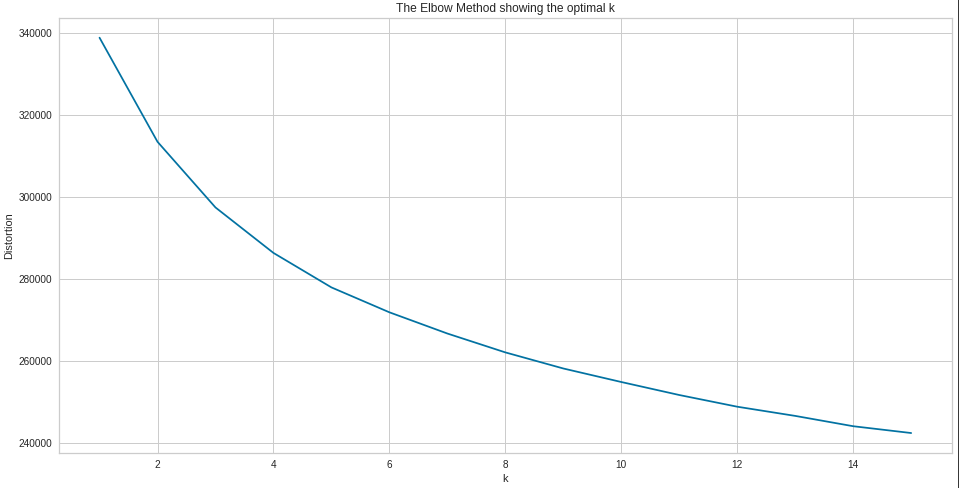 The Elbow Method showing the optimal k
340000
320000
300000
280000
260000
240000
Distortion
2 4 6 8 10 12 14
k